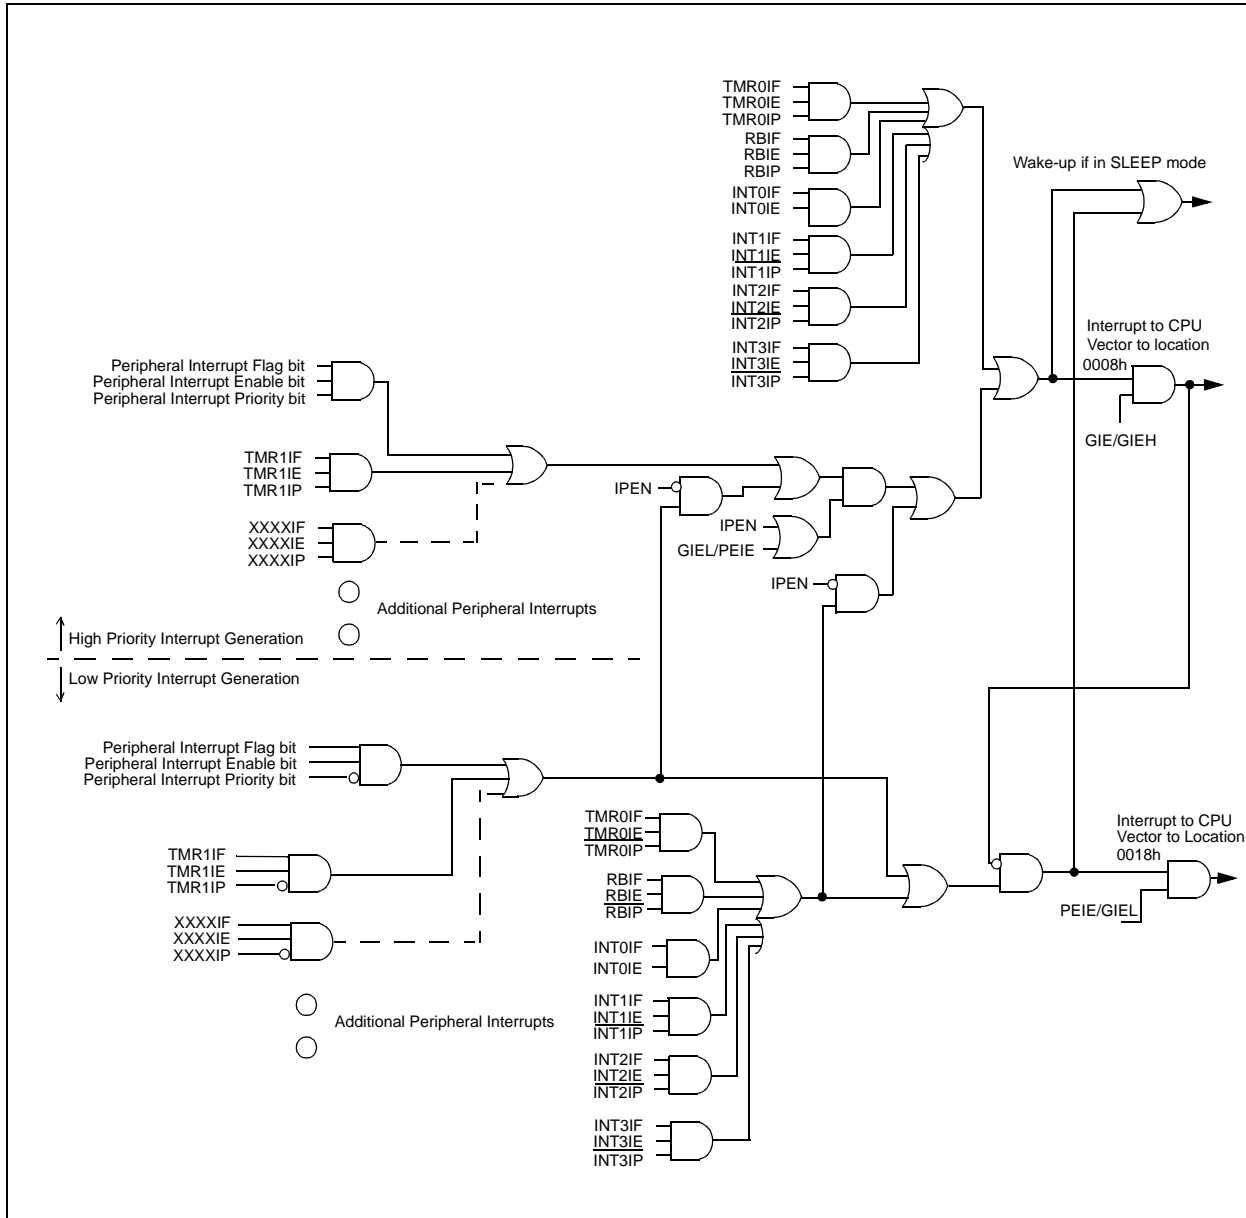 TMR0IF
TMR0IE
TMR0IP
RBIF
RBIE
RBIP
INT0IF
INT0IE
INT1IF
INT1IE
INT1IP
INT2IF
INT2IE
INT2IP
INT3IF
INT3IE
INT3IP
Wake-up if in SLEEP mode
Interrupt to CPU
Vector to location
0008h
GIE/GIEH
Peripheral Interrupt Flag bit
Peripheral Interrupt Enable bit
Peripheral Interrupt Priority bit
TMR1IF
TMR1IE
TMR1IP
XXXXIF
XXXXIE
XXXXIP
IPEN
IPEN
GIEL/PEIE
IPEN
Additional Peripheral Interrupts
High Priority Interrupt Generation
Low Priority Interrupt Generation
Peripheral Interrupt Flag bit
Peripheral Interrupt Enable bit
Peripheral Interrupt Priority bit
TMR1IF
TMR1IE
TMR1IP
XXXXIF
XXXXIE
XXXXIP
Additional Peripheral Interrupts
TMR0IF
TMR0IE
TMR0IP
RBIF
RBIE
RBIP
INT0IF
INT0IE
INT1IF
INT1IE
INT1IP
INT2IF
INT2IE
INT2IP
INT3IF
INT3IE
INT3IP
Interrupt to CPU
Vector to Location
0018h
PEIE/GIEL